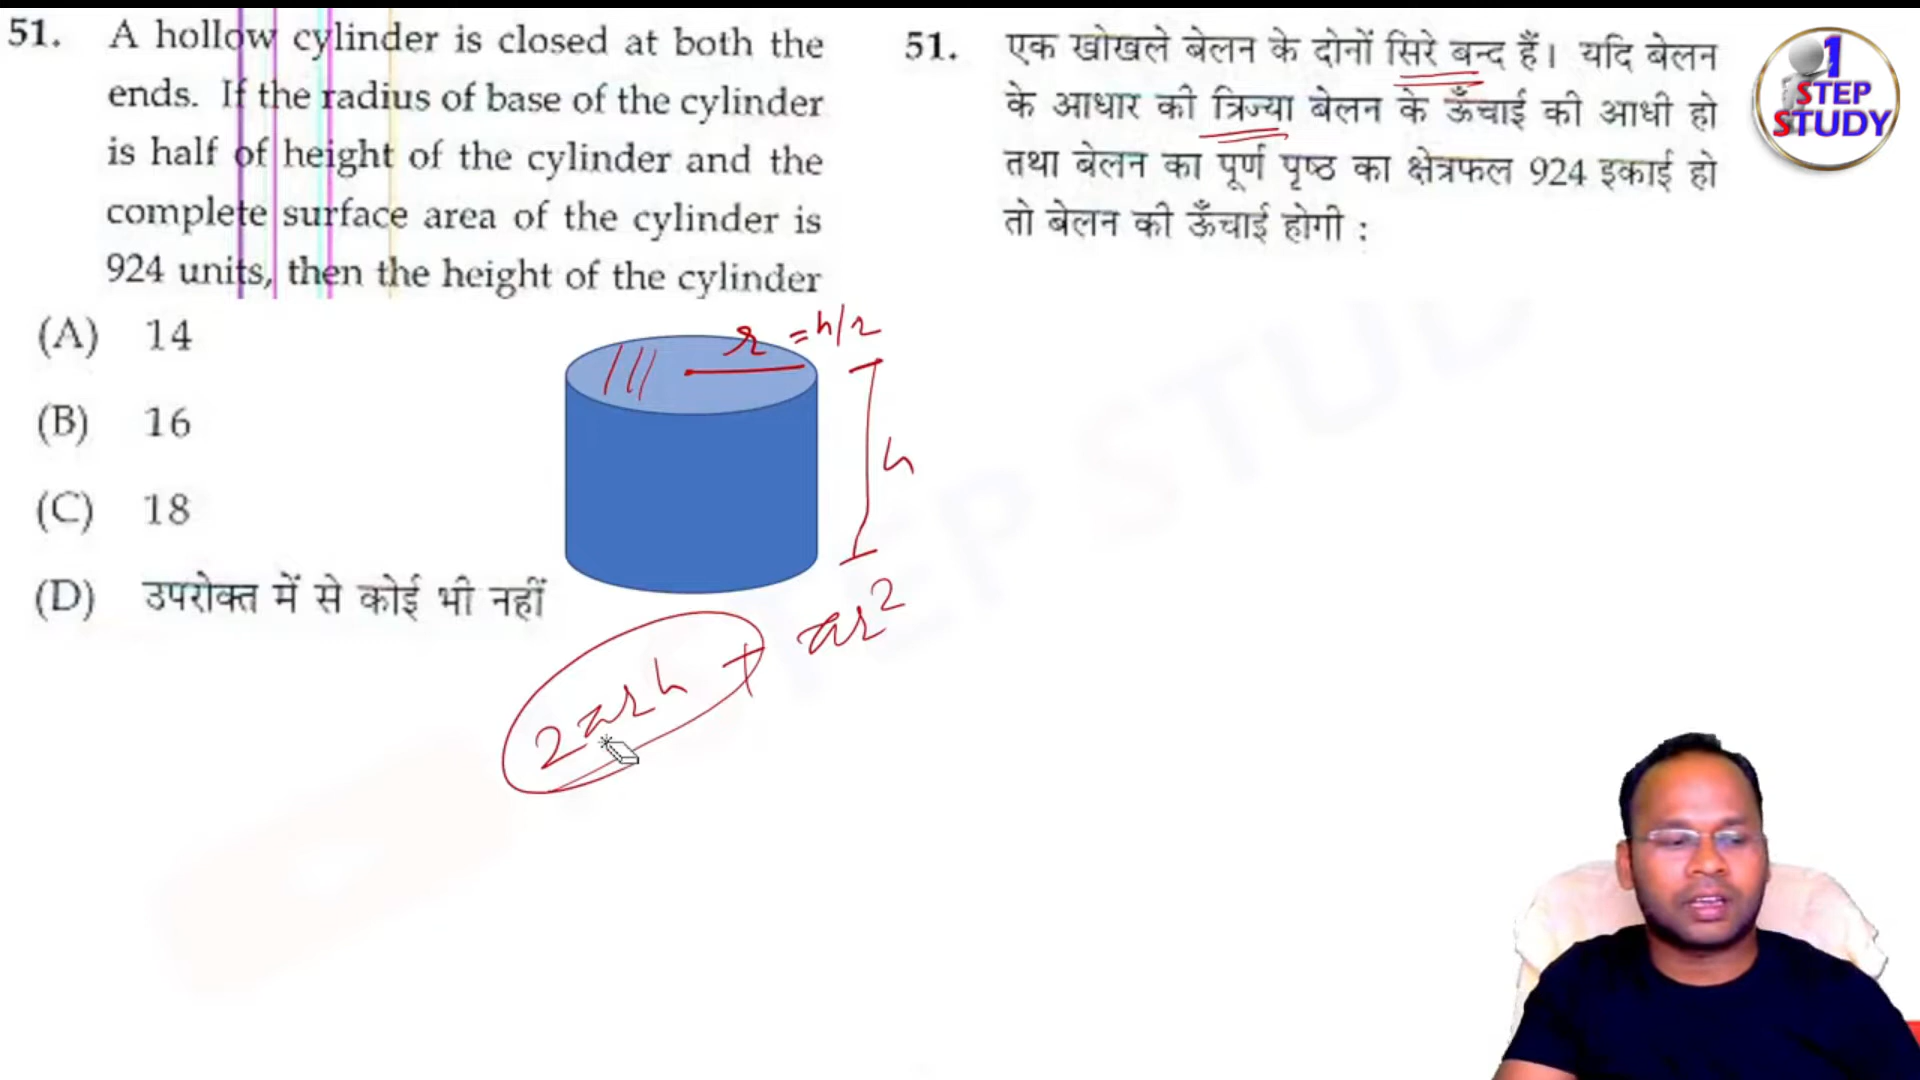 51. A hollow cylinder is closed at both the
ends. If the radius of base of the cylinder
is half of height of the cylinder and the
complete surface area of the cylinder is
924 units, then the height of the cylinder
(A) 14
(B) 16
(C) 18
(D) उपरोक्त में से कोई भी नहीं
51. एक खोखले बेलन के दोनों सिरे बन्द हैं। यदि बेलन
के आधार की त्रिज्या बेलन के ऊँचाई की आधी हो
तथा बेलन का पूर्ण पृष्ठ का क्षेत्रफल 924 इकाई हो
तो बेलन की ऊँचाई होगी :
r = h/2
h
2πrh + πr²
1
STEP
STUDY
STEP STUD